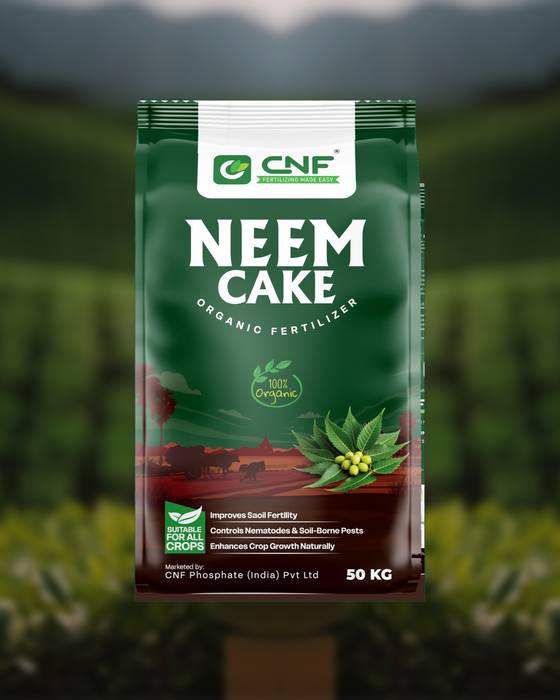 CNF®
FERTILIZING MADE EASY
NEEM
CAKE
ORGANIC FERTILIZER
100%
Organic
SUITABLE
FOR ALL
CROPS
Improves Saoil Fertility
Controls Nematodes & Soil-Borne Pests
Enhances Crop Growth Naturally
Marketed by:
CNF Phosphate (India) Pvt Ltd
50 KG